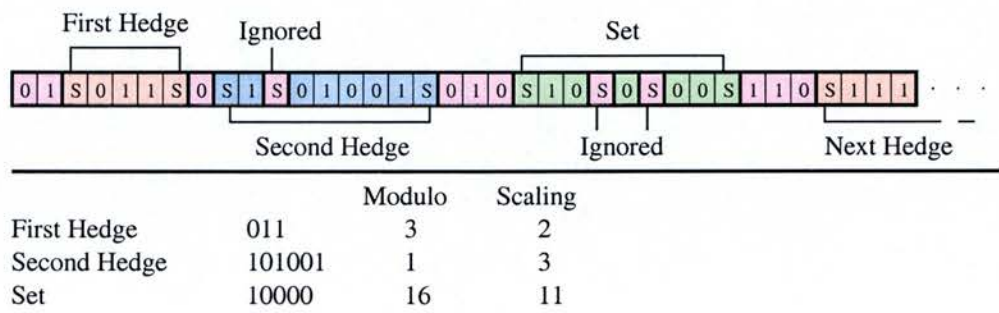 First Hedge Ignored Set
0 1 S 0 1 1 S 0 S 1 S 0 1 0 0 1 S 0 1 0 S 1 0 S 0 S 0 0 S 1 1 0 S 1 1 1 . . .
Second Hedge Ignored Next Hedge
Modulo Scaling
First Hedge 011 3 2
Second Hedge 101001 1 3
Set 10000 16 11